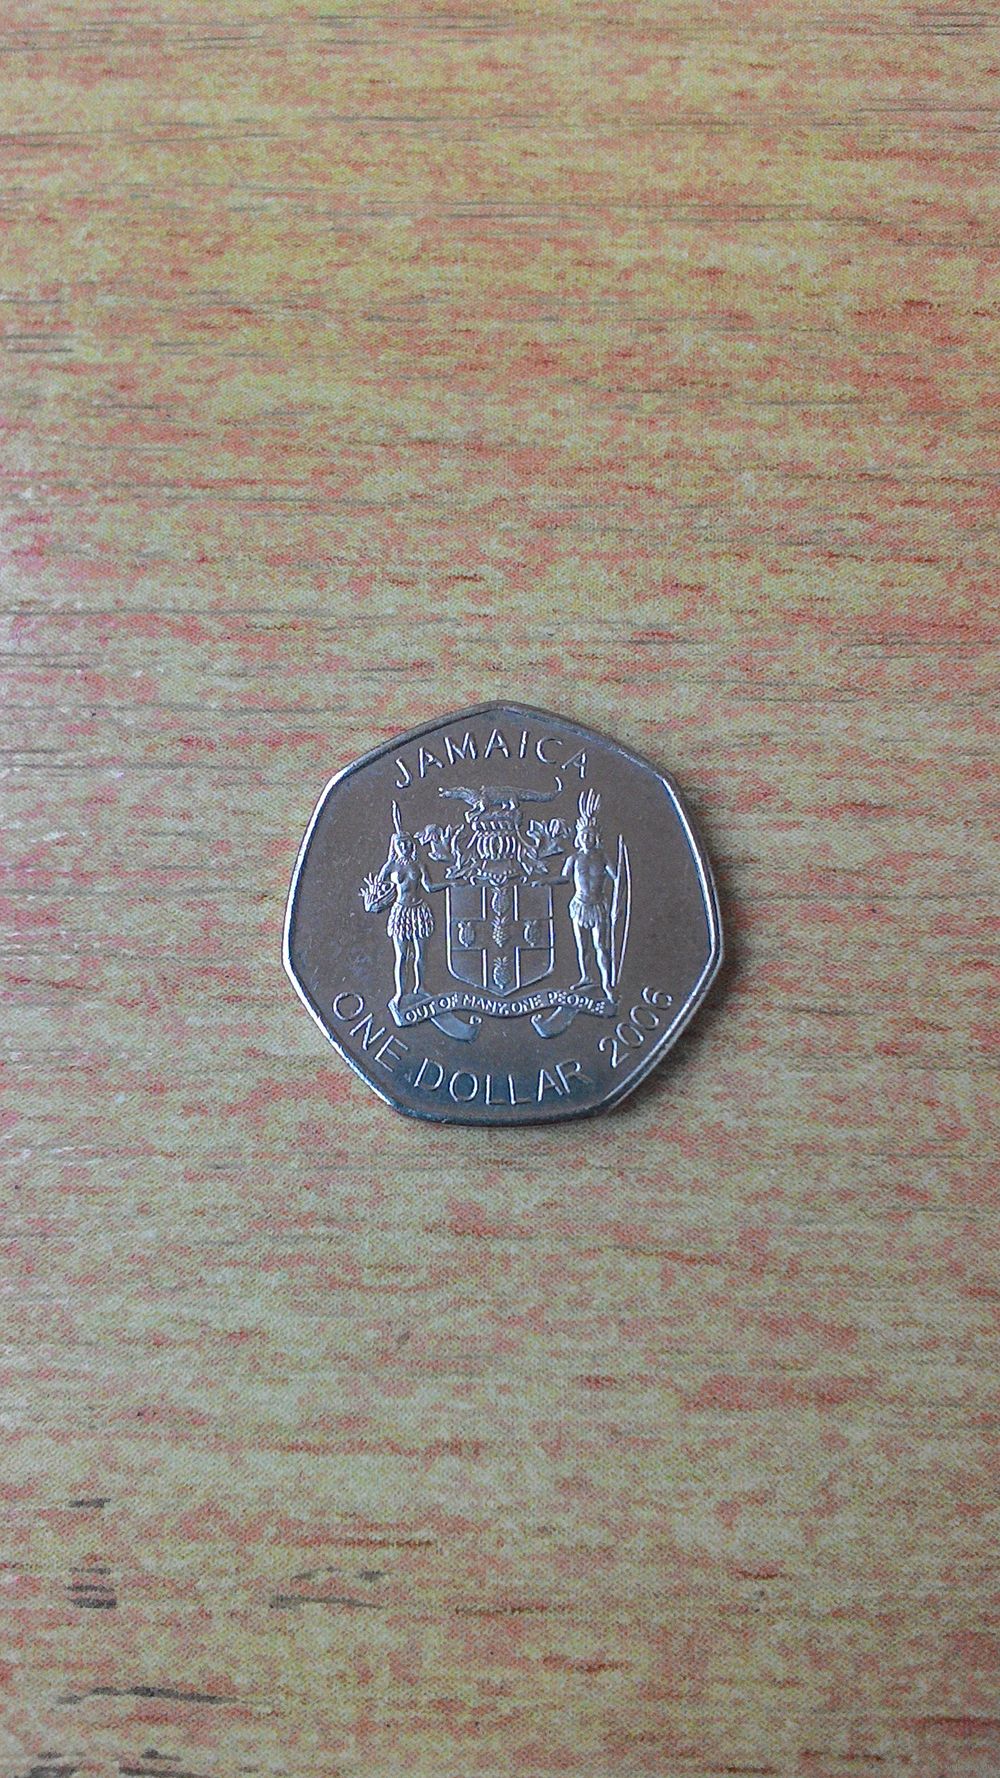 JAMAICA
OUT OF MANY, ONE PEOPLE
ONE DOLLAR 2006